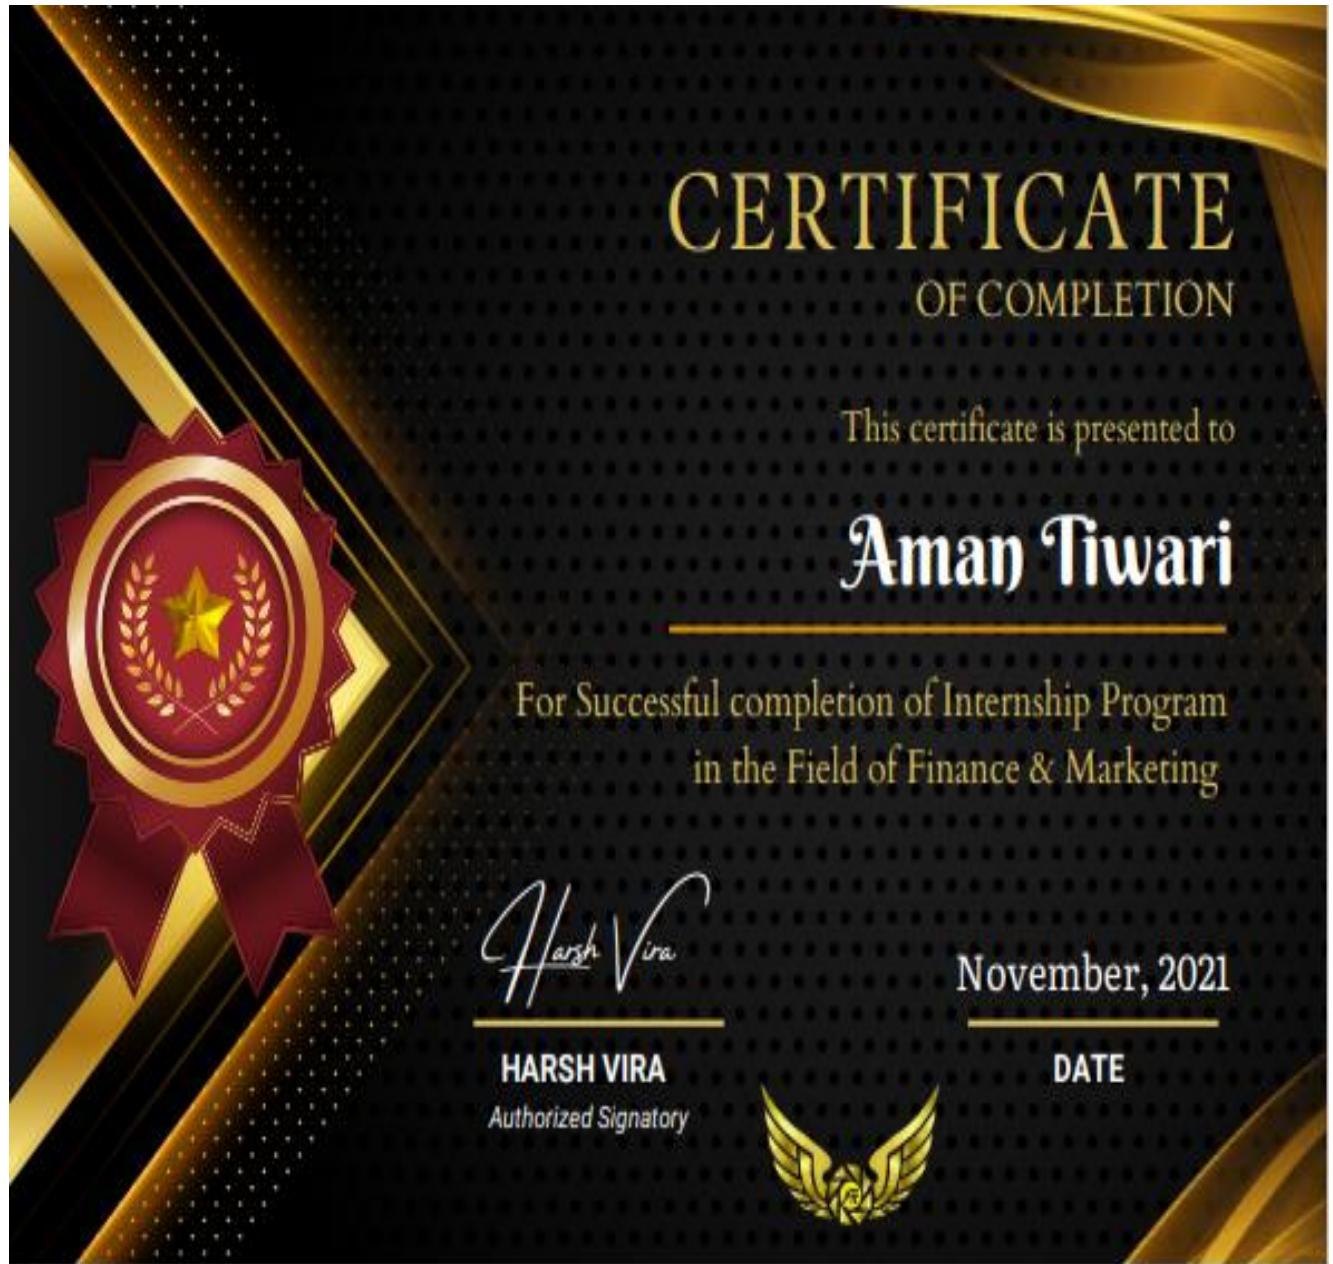 CERTIFICATE
OF COMPLETION
This certificate is presented to
Aman Tiwari
For Successful completion of Internship Program
in the Field of Finance & Marketing
Harsh Vira
November, 2021
HARSH VIRA
DATE
Authorized Signatory